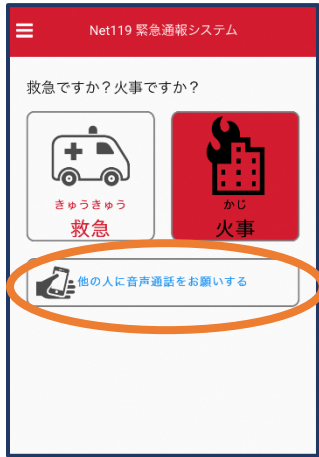 Net119 緊急通報システム
救急ですか？火事ですか？
きゅうきゅう
救急
かじ
火事
他の人に音声通話をお願いする